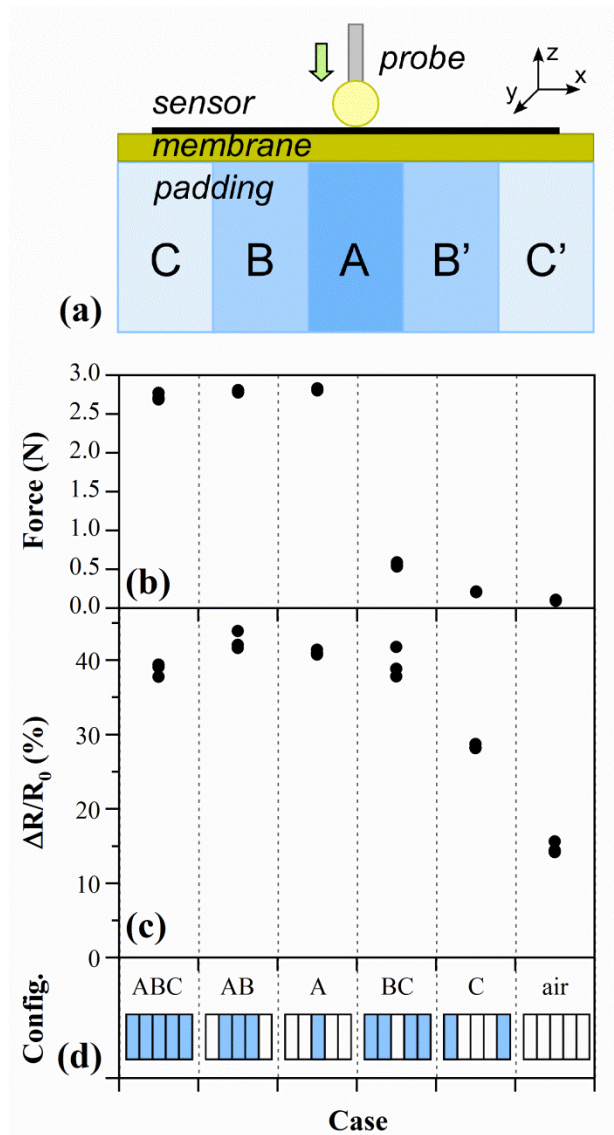 probe
z
x
y
sensor
membrane
padding
C B A B’ C’
(a)
3.0
2.5
2.0
1.5
1.0
0.5
0.0
Force (N)
(b)
40
30
20
10
0
ΔR/R0 (%)
(c)
Config.
ABC AB A BC C air
(d)
Case